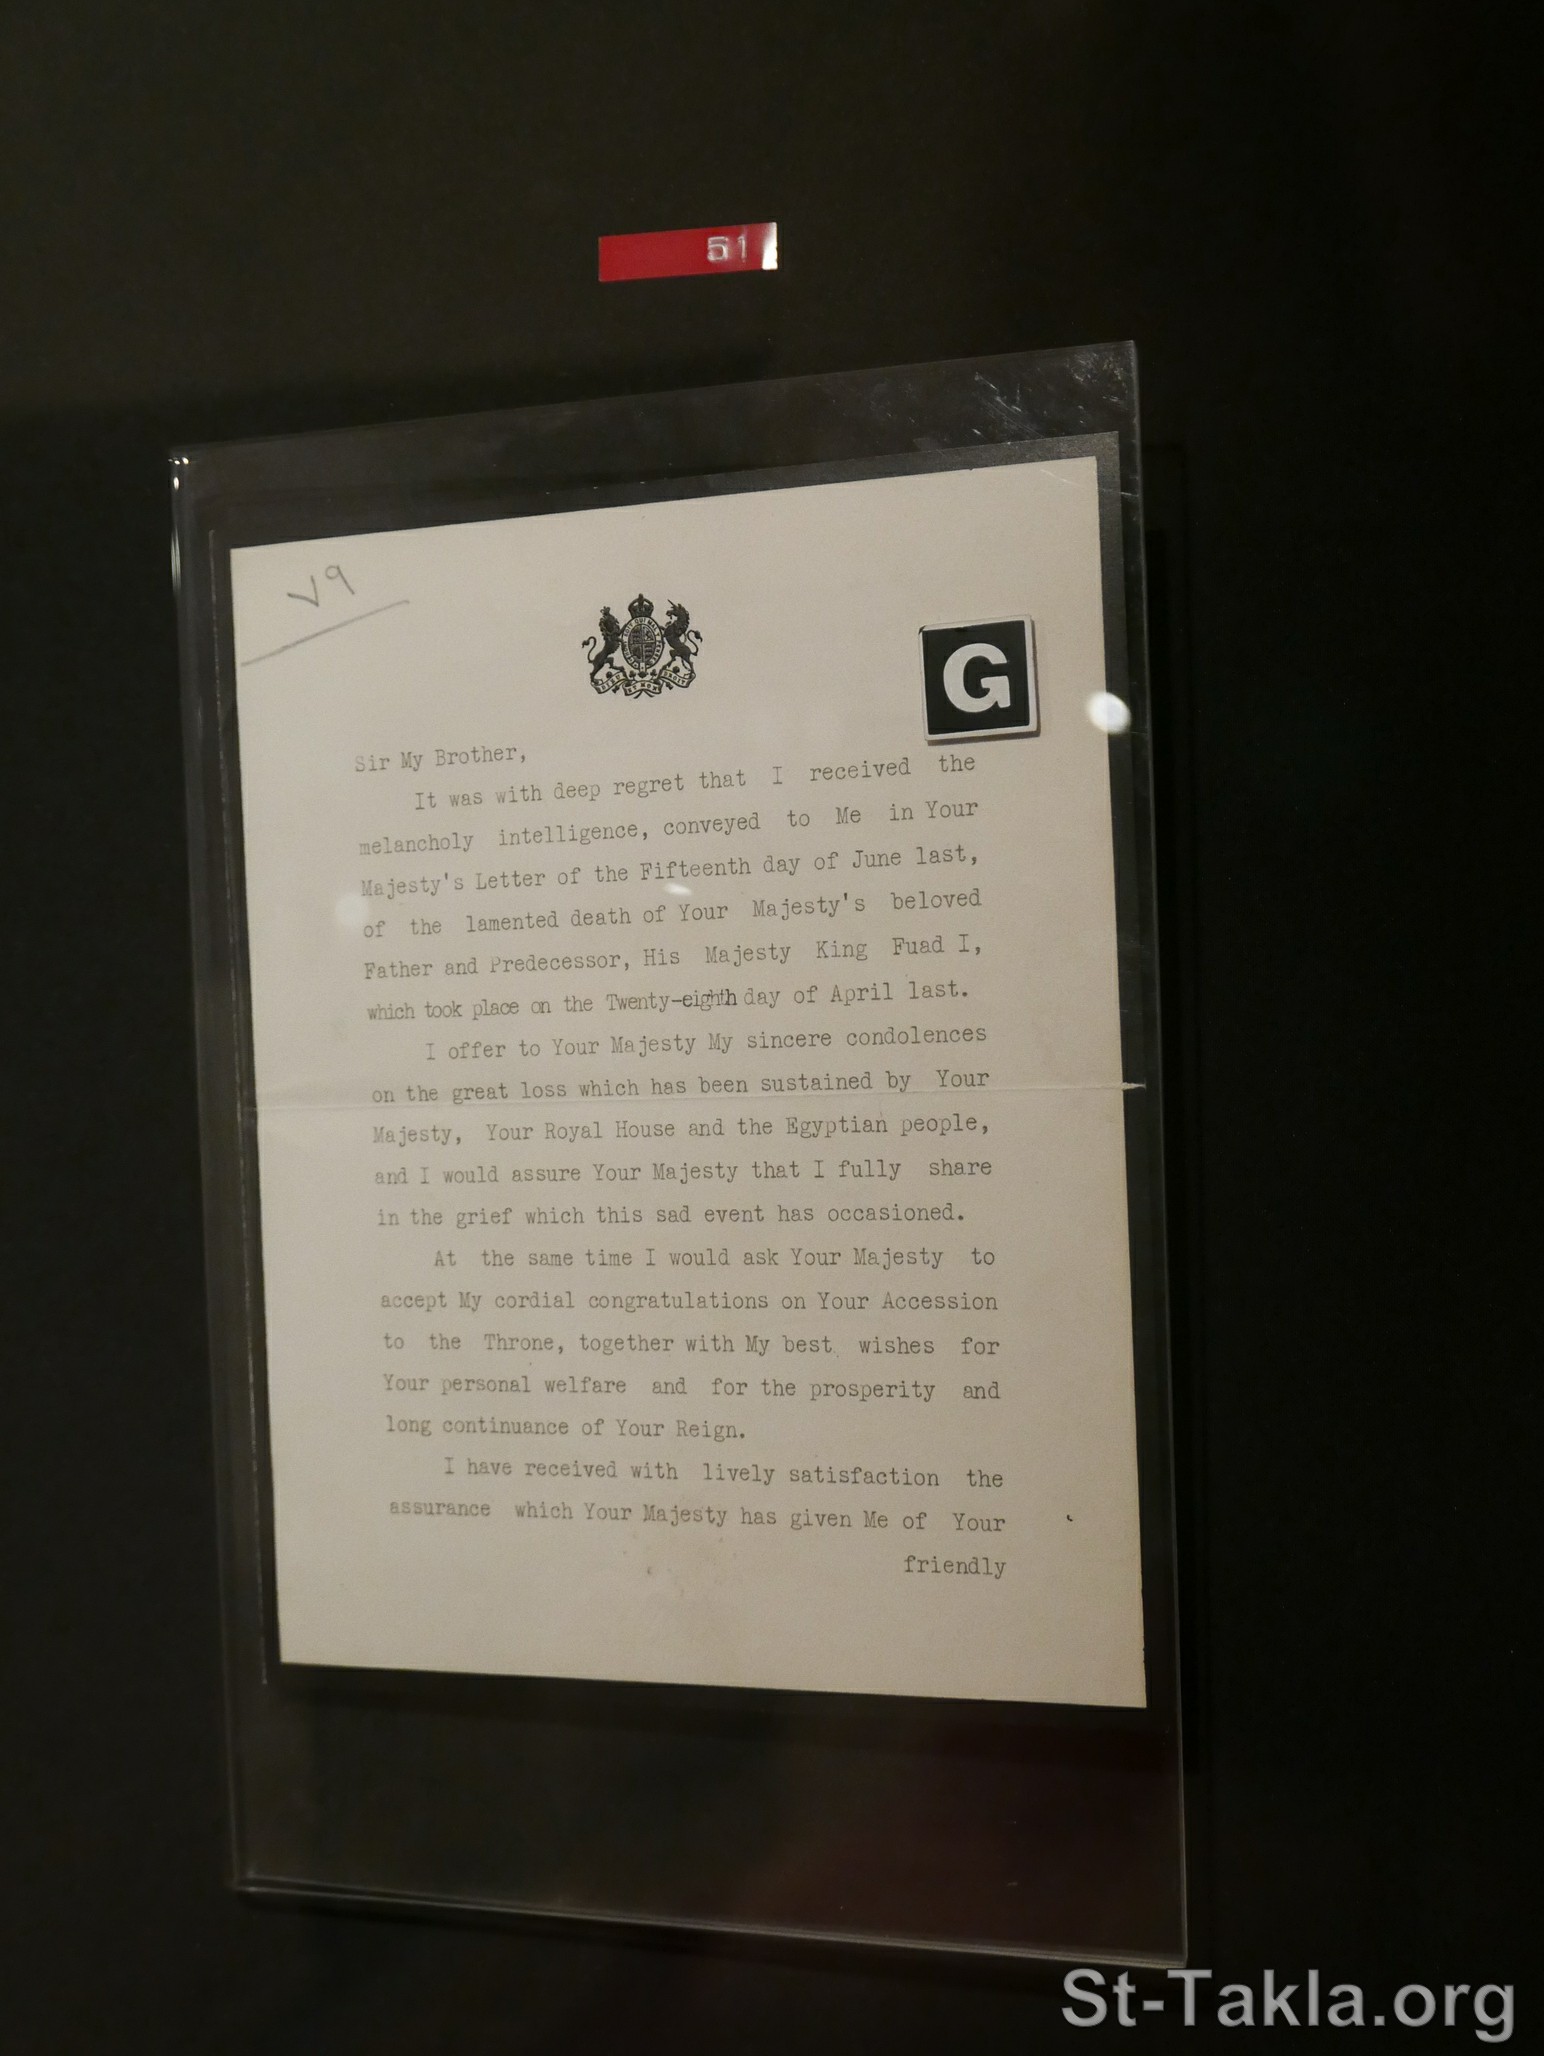 51
٧٩
G
Sir My Brother,
It was with deep regret that I received the
melancholy intelligence, conveyed to Me in Your
Majesty's Letter of the Fifteenth day of June last,
of the lamented death of Your Majesty's beloved
Father and Predecessor, His Majesty King Fuad I,
which took place on the Twenty-eighth day of April last.
I offer to Your Majesty My sincere condolences
on the great loss which has been sustained by Your
Majesty, Your Royal House and the Egyptian people,
and I would assure Your Majesty that I fully share
in the grief which this sad event has occasioned.
At the same time I would ask Your Majesty to
accept My cordial congratulations on Your Accession
to the Throne, together with My best wishes for
Your personal welfare and for the prosperity and
long continuance of Your Reign.
I have received with lively satisfaction the
assurance which Your Majesty has given Me of Your
friendly
St-Takla.org